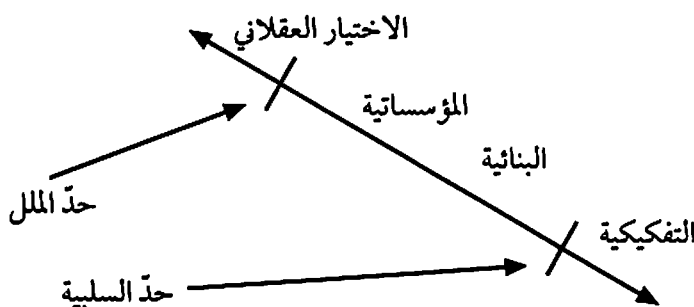 الاختيار العقلاني
المؤسساتية
البنائية
حدّ الملل
التفكيكية
حدّ السلبية